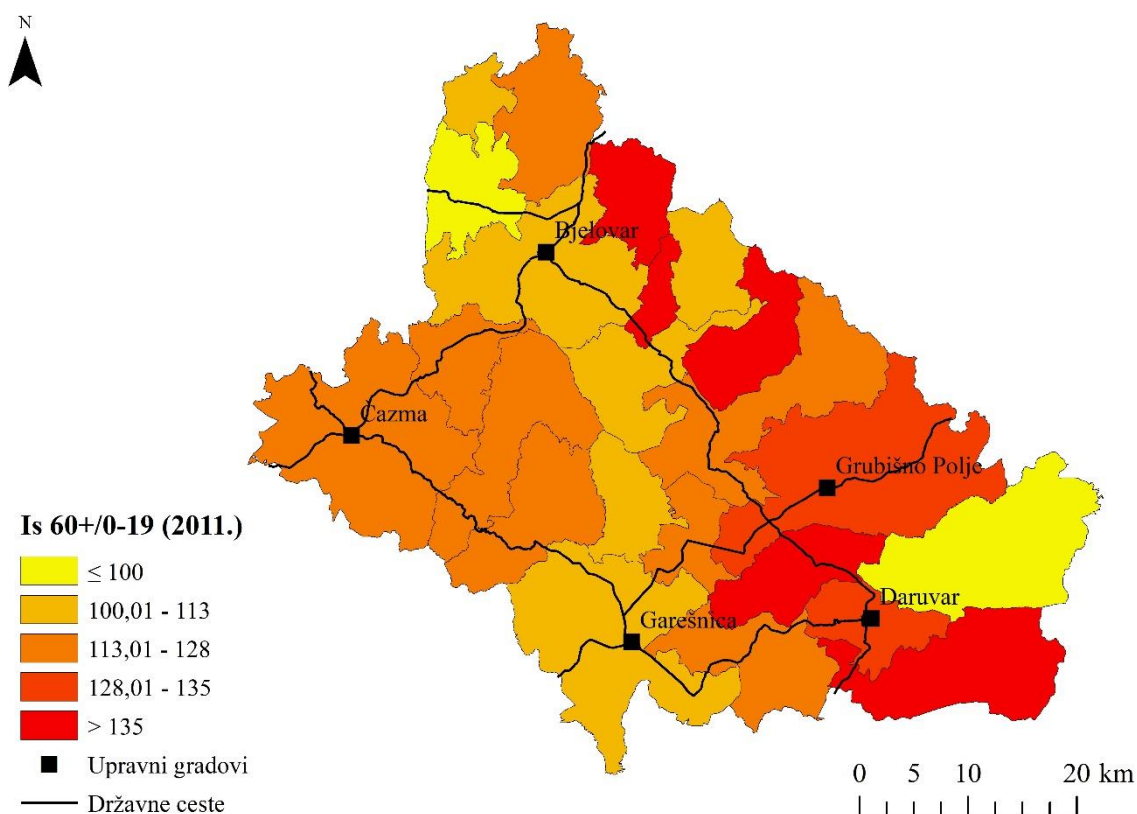 N
Bjelovar
Čazma
Grubišno Polje
Daruvar
Garešnica
Is 60+/0-19 (2011.)
≤ 100
100,01 - 113
113,01 - 128
128,01 - 135
> 135
Upravni gradovi
Državne ceste
0 5 10 20 km